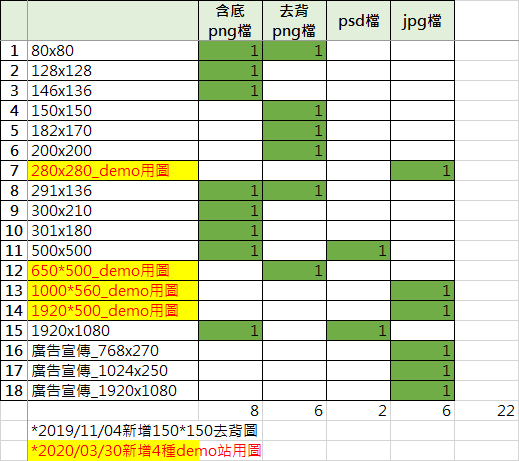 含底 去背 psd檔 jpg檔
png檔 png檔
1 80x80 1 1
2 128x128 1
3 146x136 1
4 150x150 1
5 182x170 1
6 200x200 1
7 280x280_demo用圖 1
8 291x136 1 1
9 300x210 1
10 301x180 1
11 500x500 1 1
12 650*500_demo用圖 1
13 1000*560_demo用圖 1
14 1920*500_demo用圖 1
15 1920x1080 1 1
16 廣告宣傳_768x270 1
17 廣告宣傳_1024x250 1
18 廣告宣傳_1920x1080 1
8 6 2 6 22
*2019/11/04新增150*150去背圖
*2020/03/30新增4種demo站用圖